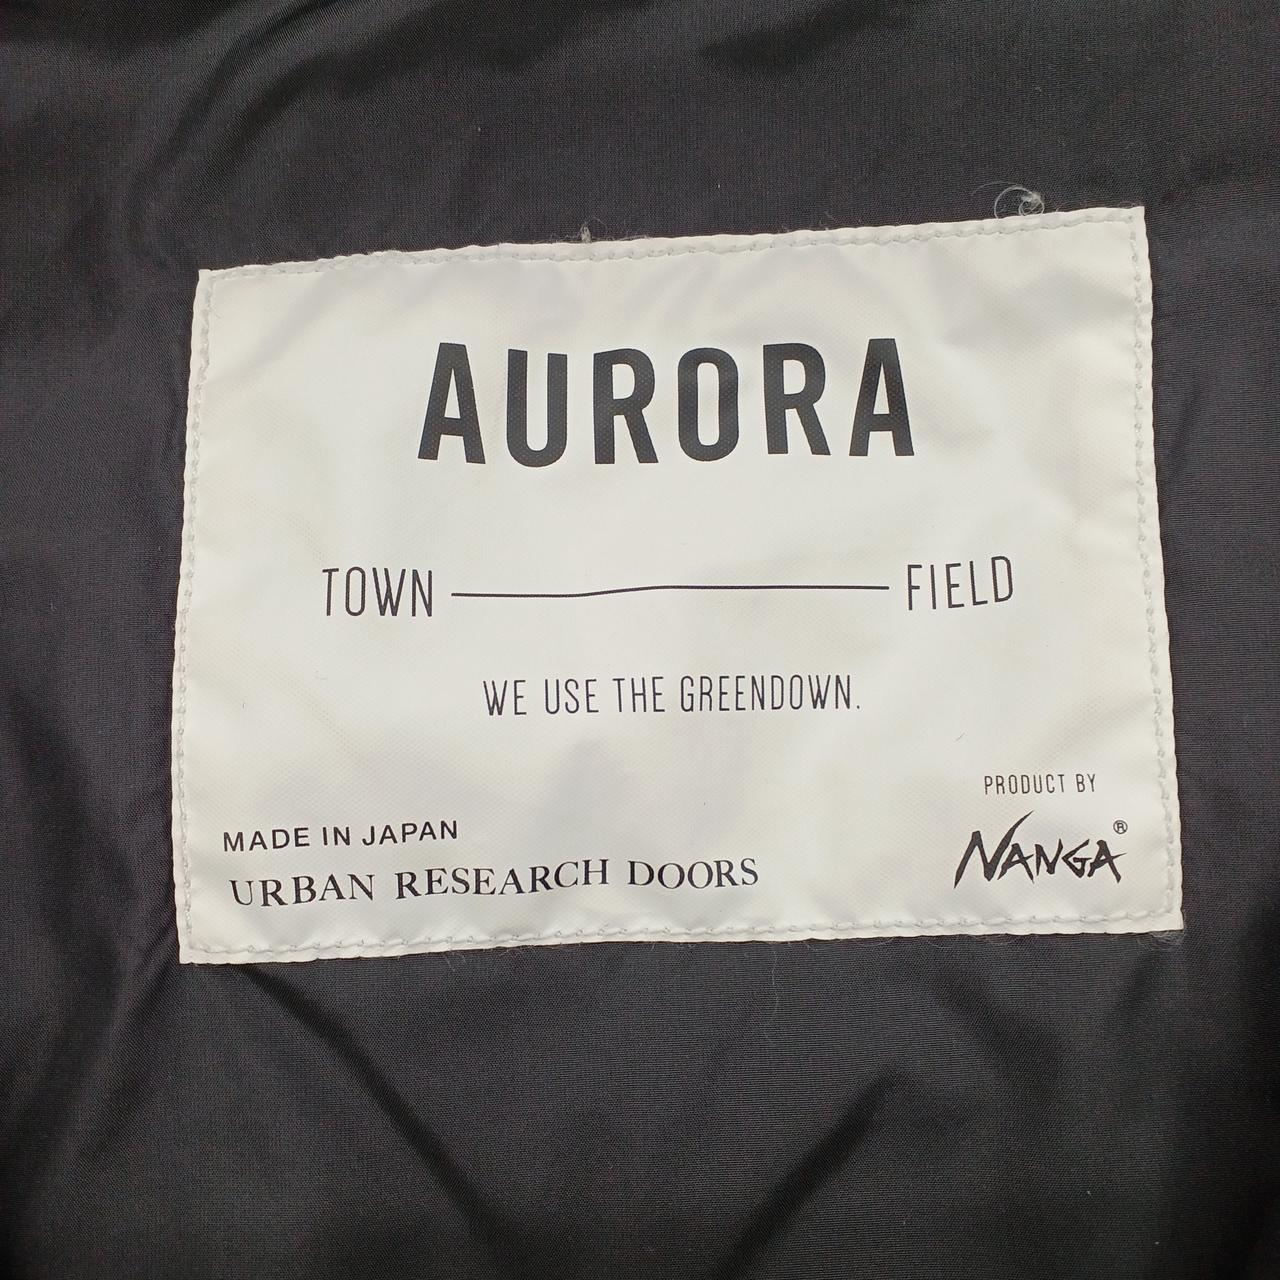 AURORA
TOWN FIELD
WE USE THE GREENDOWN.
PRODUCT BY
NANGA®
MADE IN JAPAN
URBAN RESEARCH DOORS